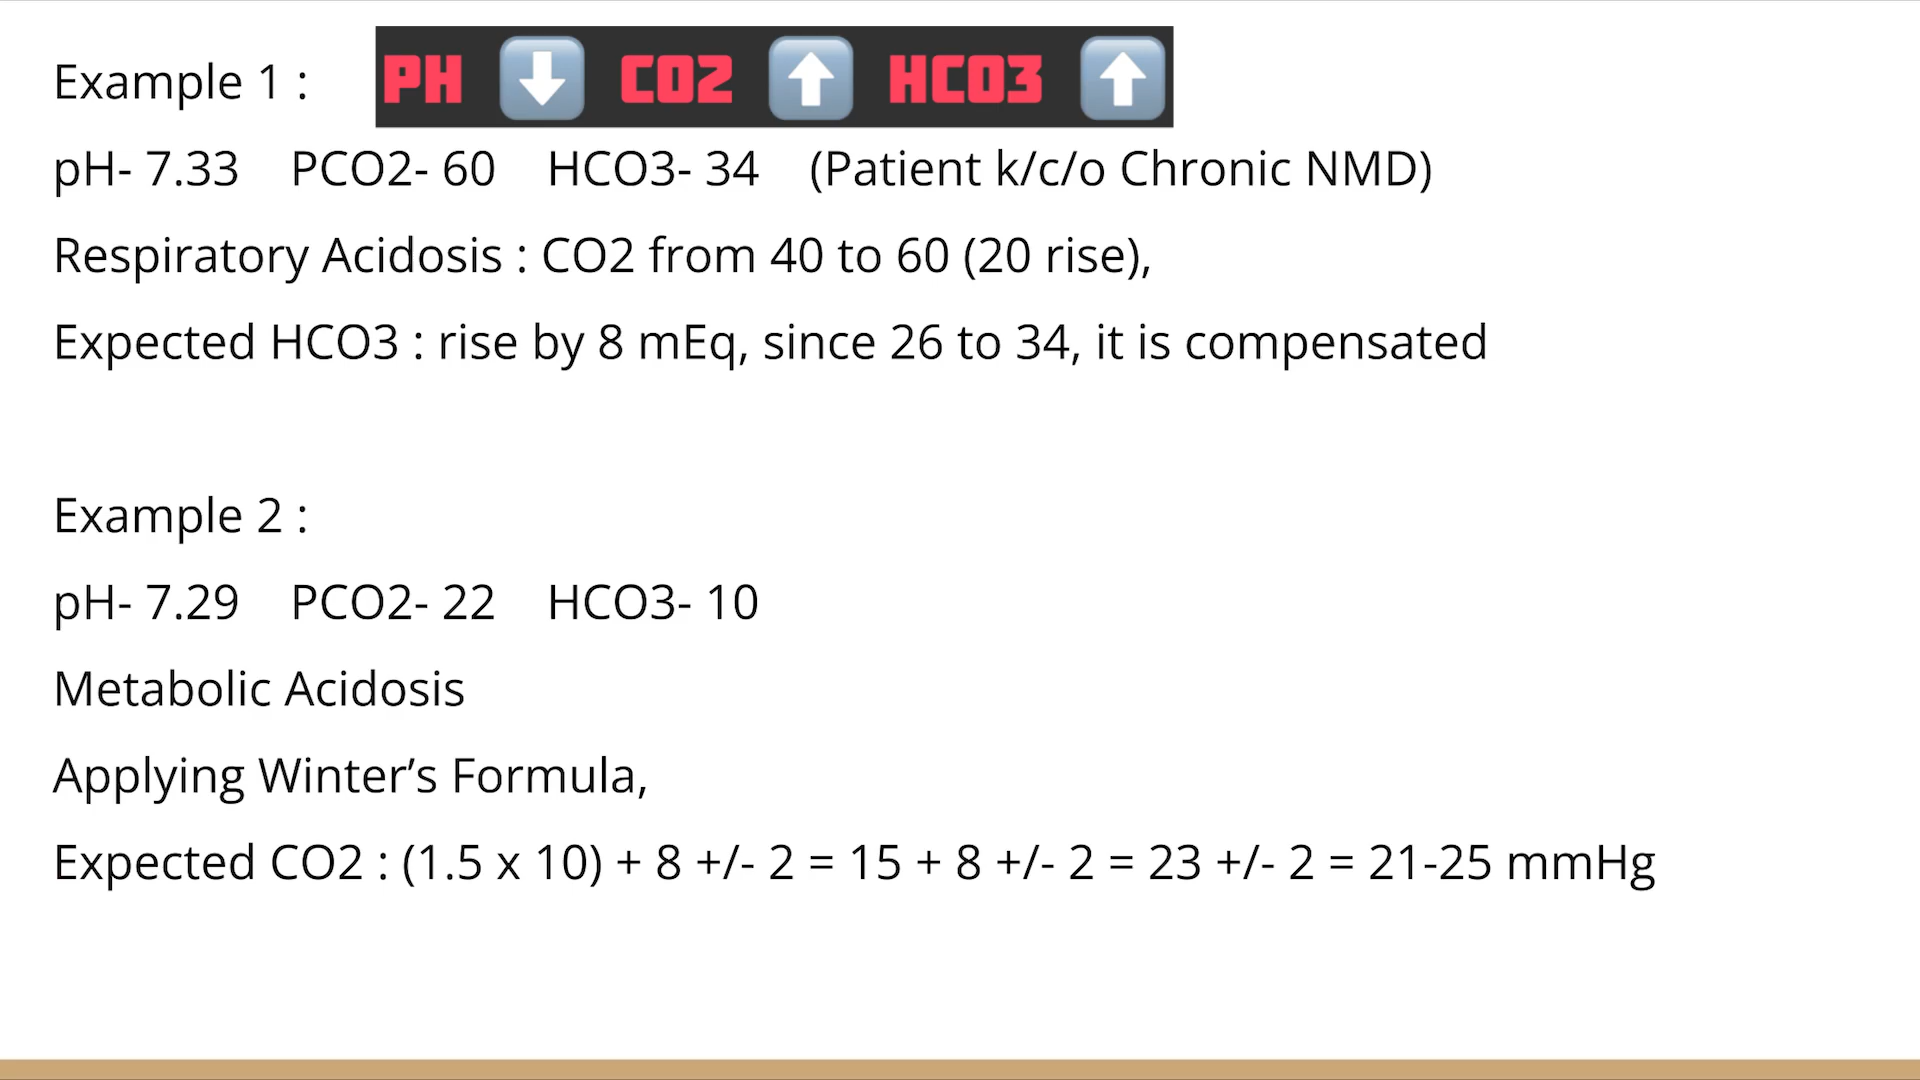 Example 1 : PH ⬇ CO2 ⬆ HCO3 ⬆
pH- 7.33 PCO2- 60 HCO3- 34 (Patient k/c/o Chronic NMD)
Respiratory Acidosis : CO2 from 40 to 60 (20 rise),
Expected HCO3 : rise by 8 mEq, since 26 to 34, it is compensated
Example 2 :
pH- 7.29 PCO2- 22 HCO3- 10
Metabolic Acidosis
Applying Winter’s Formula,
Expected CO2 : (1.5 x 10) + 8 +/- 2 = 15 + 8 +/- 2 = 23 +/- 2 = 21-25 mmHg